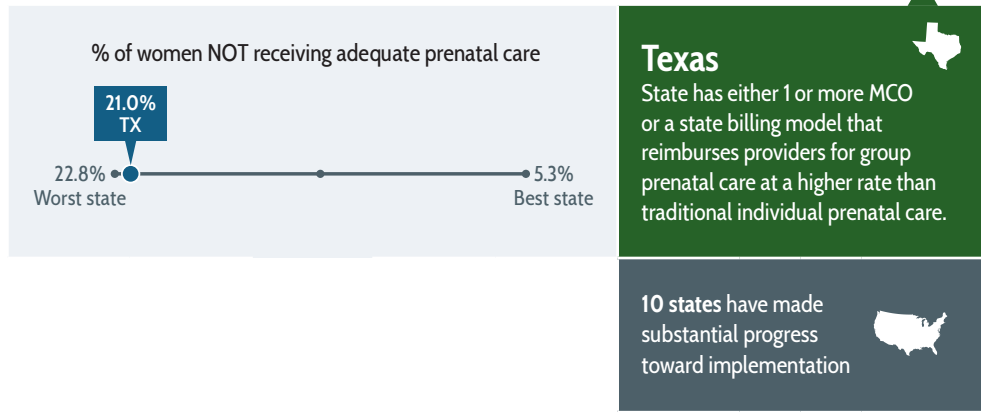 % of women NOT receiving adequate prenatal care
21.0%
TX
22.8%
Worst state
5.3%
Best state
Texas
State has either 1 or more MCO
or a state billing model that
reimburses providers for group
prenatal care at a higher rate than
traditional individual prenatal care.
10 states have made
substantial progress
toward implementation